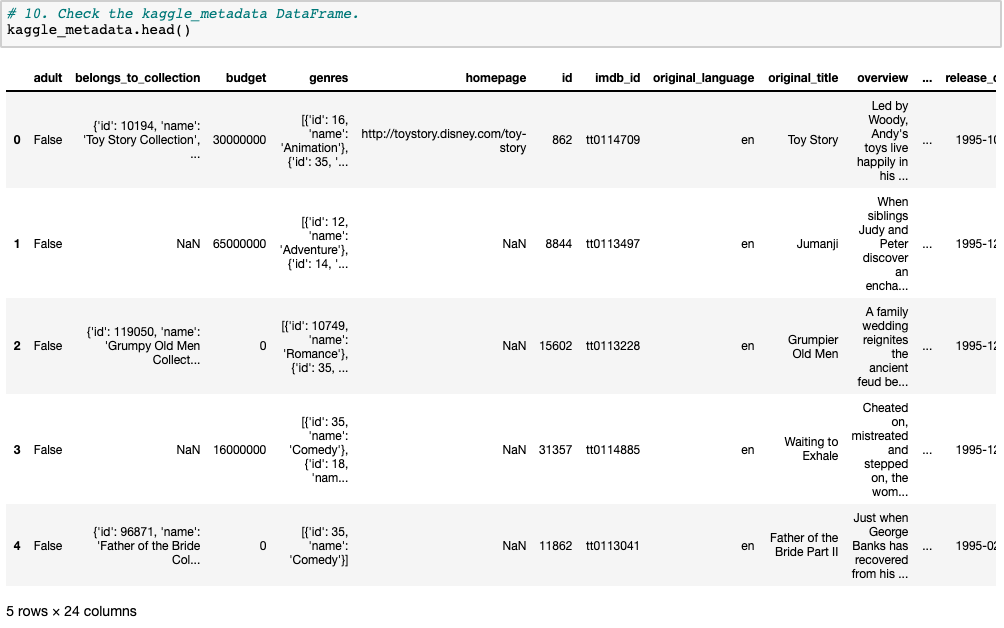 # 10. Check the kaggle_metadata DataFrame.
kaggle_metadata.head()
adult belongs_to_collection budget genres homepage id imdb_id original_language original_title overview ... release_d
0 False {'id': 10194, 'name': 'Toy Story Collection', ... 30000000 [{'id': 16, 'name': 'Animation'}, {'id': 35, '... http://toystory.disney.com/toy-story 862 tt0114709 en Toy Story Led by Woody, Andy's toys live happily in his ... ... 1995-10
1 False NaN 65000000 [{'id': 12, 'name': 'Adventure'}, {'id': 14, '... NaN 8844 tt0113497 en Jumanji When siblings Judy and Peter discover an encha... ... 1995-12
2 False {'id': 119050, 'name': 'Grumpy Old Men Collect... 0 [{'id': 10749, 'name': 'Romance'}, {'id': 35, ... NaN 15602 tt0113228 en Grumpier Old Men A family wedding reignites the ancient feud be... ... 1995-12
3 False NaN 16000000 [{'id': 35, 'name': 'Comedy'}, {'id': 18, 'nam... NaN 31357 tt0114885 en Waiting to Exhale Cheated on, mistreated and stepped on, the wom... ... 1995-12
4 False {'id': 96871, 'name': 'Father of the Bride Col... 0 [{'id': 35, 'name': 'Comedy'}] NaN 11862 tt0113041 en Father of the Bride Part II Just when George Banks has recovered from his ... ... 1995-02
5 rows × 24 columns